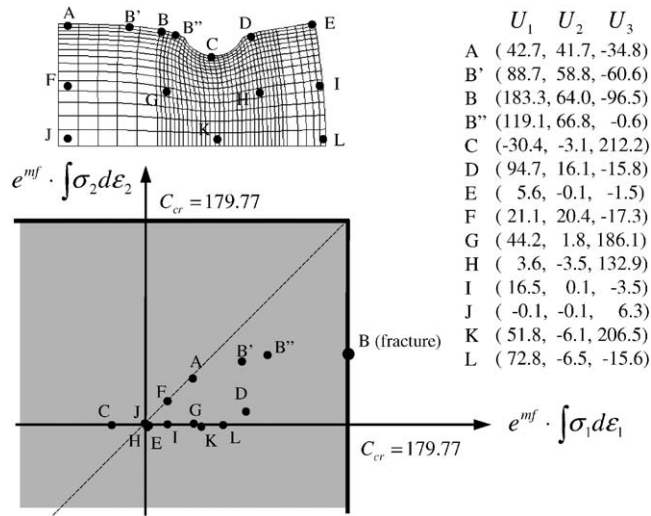 A B' B B'' C D E
F G H I
J K L
U₁ U₂ U₃
A ( 42.7, 41.7, -34.8)
B' ( 88.7, 58.8, -60.6)
B (183.3, 64.0, -96.5)
B'' (119.1, 66.8, -0.6)
C (-30.4, -3.1, 212.2)
D ( 94.7, 16.1, -15.8)
E ( 5.6, -0.1, -1.5)
F ( 21.1, 20.4, -17.3)
G ( 44.2, 1.8, 186.1)
H ( 3.6, -3.5, 132.9)
I ( 16.5, 0.1, -3.5)
J ( -0.1, -0.1, 6.3)
K ( 51.8, -6.1, 206.5)
L ( 72.8, -6.5, -15.6)
e^{mf} · ∫σ₂dε₂
C_{cr} = 179.77
B (fracture)
B' B''
A
F D
C J G
H E I K L
C_{cr} = 179.77
e^{mf} · ∫σ₁dε₁